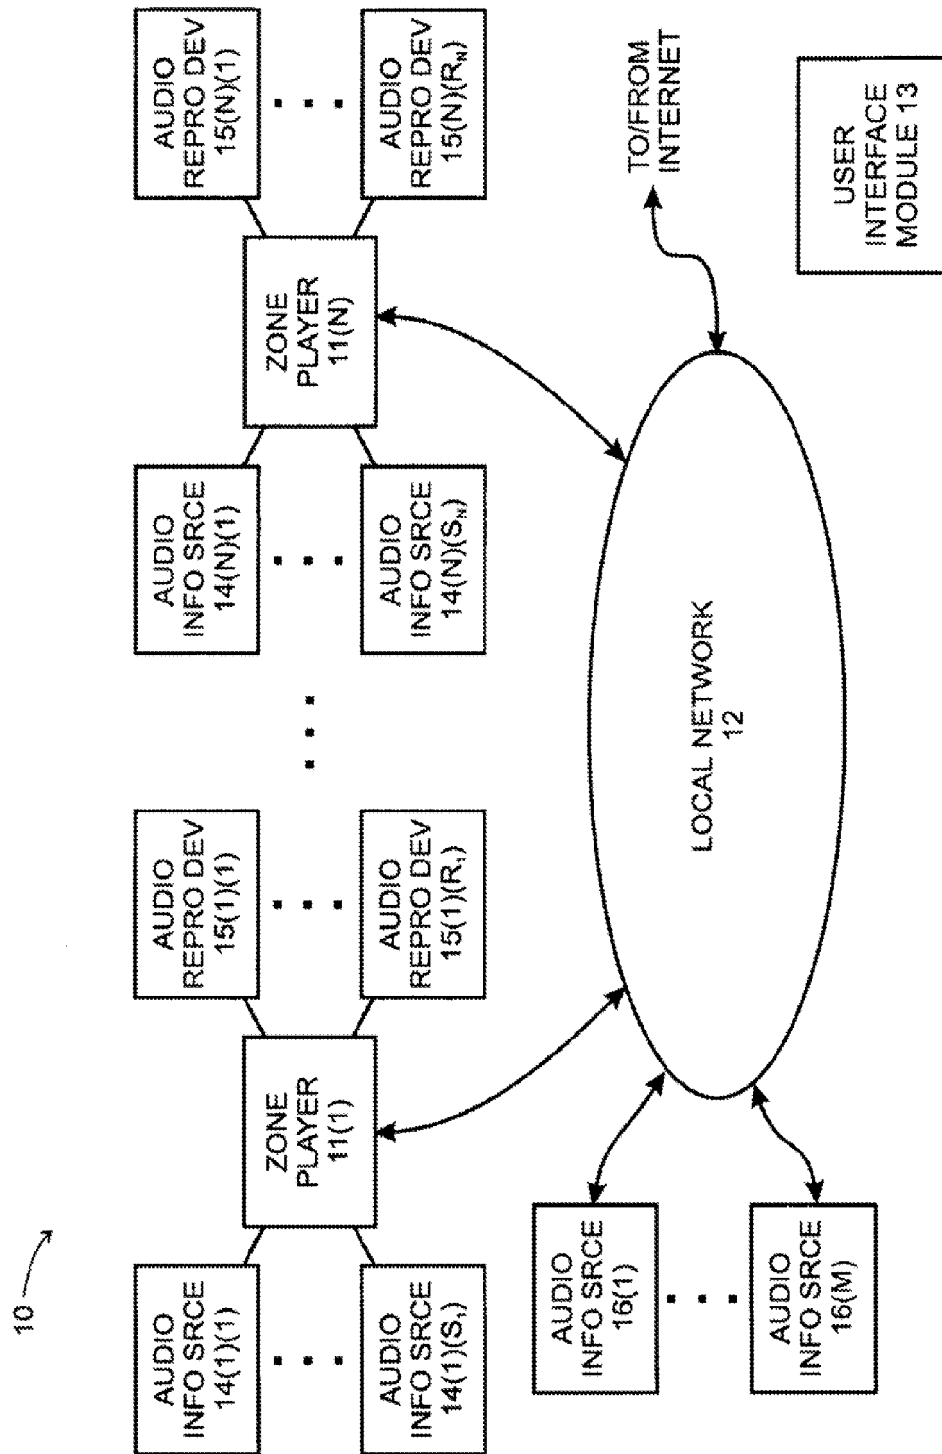 10
AUDIO
INFO SRCE
14(1)(1)
AUDIO
REPRO DEV
15(1)(1)
AUDIO
INFO SRCE
14(N)(1)
AUDIO
REPRO DEV
15(N)(1)
ZONE
PLAYER
11(1)
ZONE
PLAYER
11(N)
AUDIO
INFO SRCE
14(1)(S1)
AUDIO
REPRO DEV
15(1)(R1)
AUDIO
INFO SRCE
14(N)(SN)
AUDIO
REPRO DEV
15(N)(RN)
AUDIO
INFO SRCE
16(1)
AUDIO
INFO SRCE
16(M)
LOCAL NETWORK
12
TO/FROM
INTERNET
USER
INTERFACE
MODULE 13